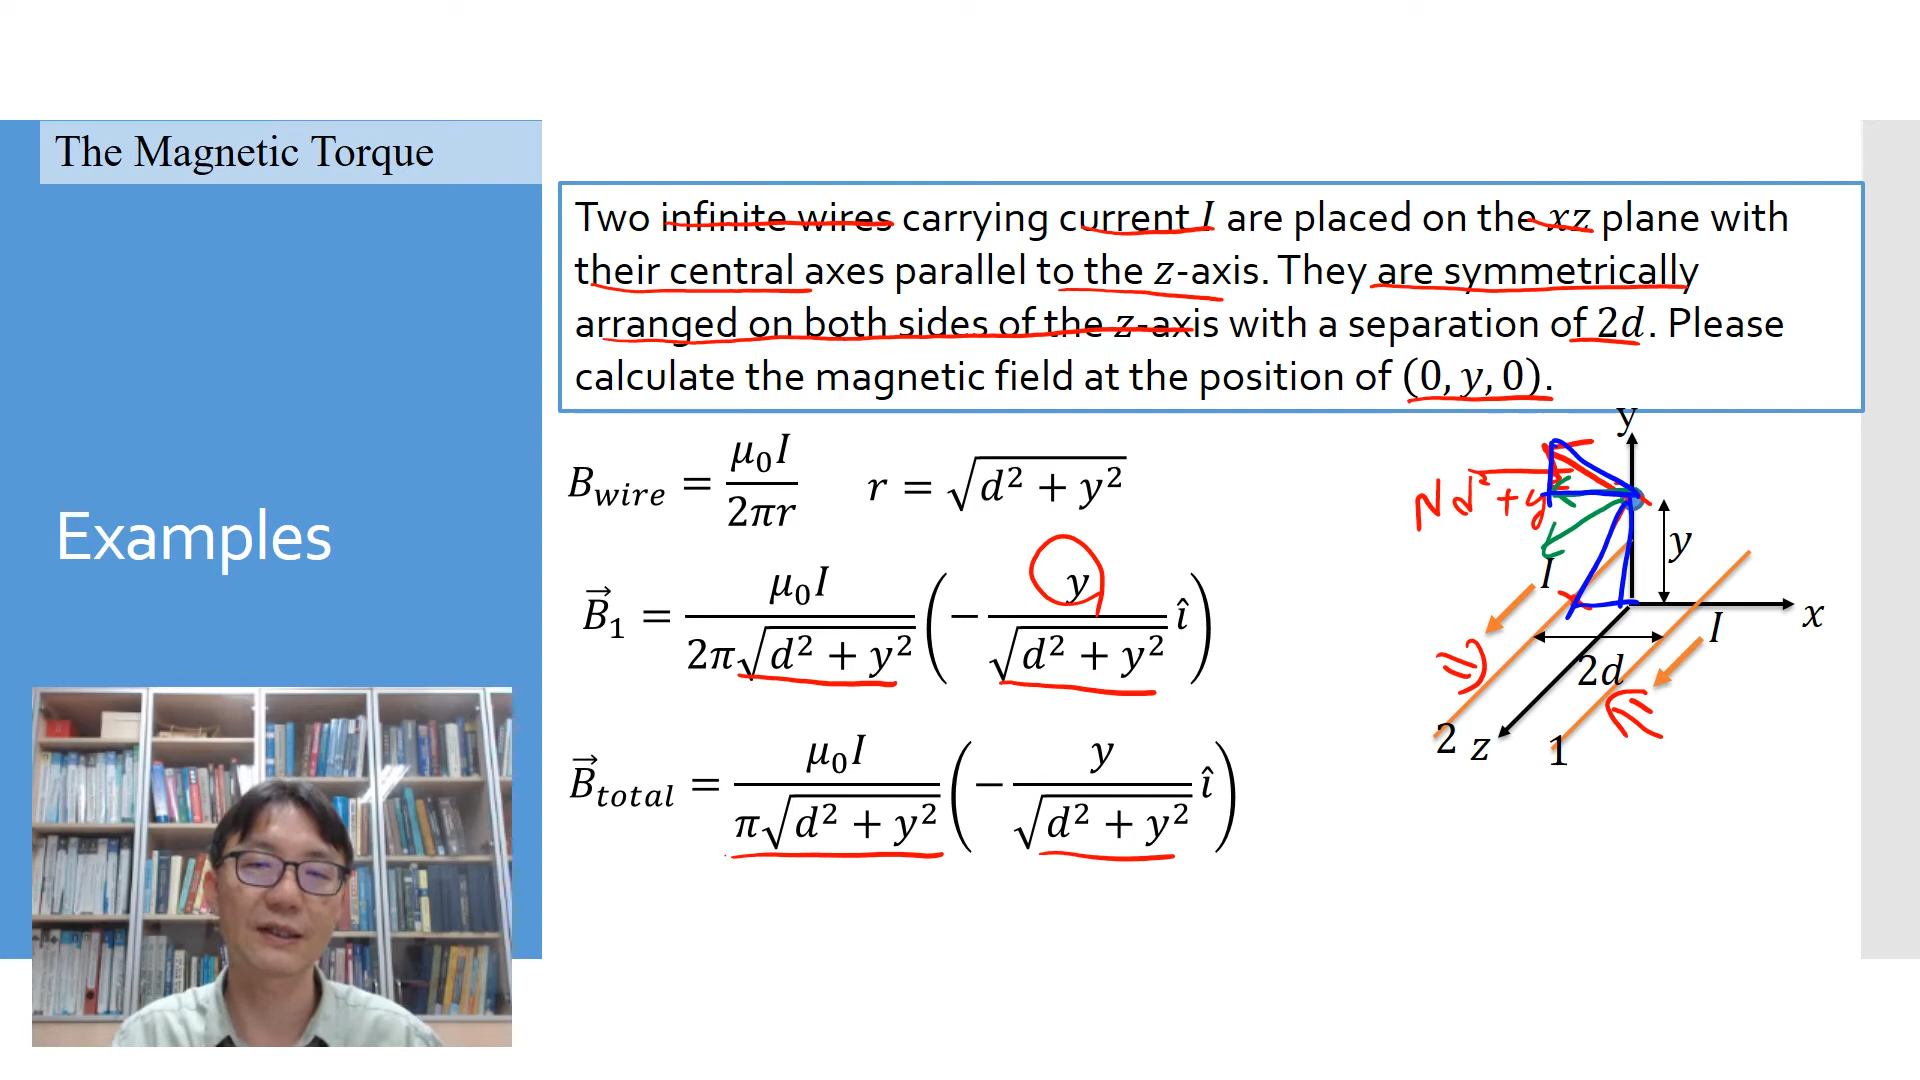 The Magnetic Torque
Examples
Two infinite wires carrying current I are placed on the xz plane with
their central axes parallel to the z-axis. They are symmetrically
arranged on both sides of the z-axis with a separation of 2d. Please
calculate the magnetic field at the position of (0, y, 0).
B_wire = μ₀I / 2πr    r = √(d² + y²)
B⃗₁ = μ₀I / 2π√(d² + y²) (− y / √(d² + y²) î)
B⃗_total = μ₀I / π√(d² + y²) (− y / √(d² + y²) î)
y
√d²+y
y
I
x
I
2d
2
z
1